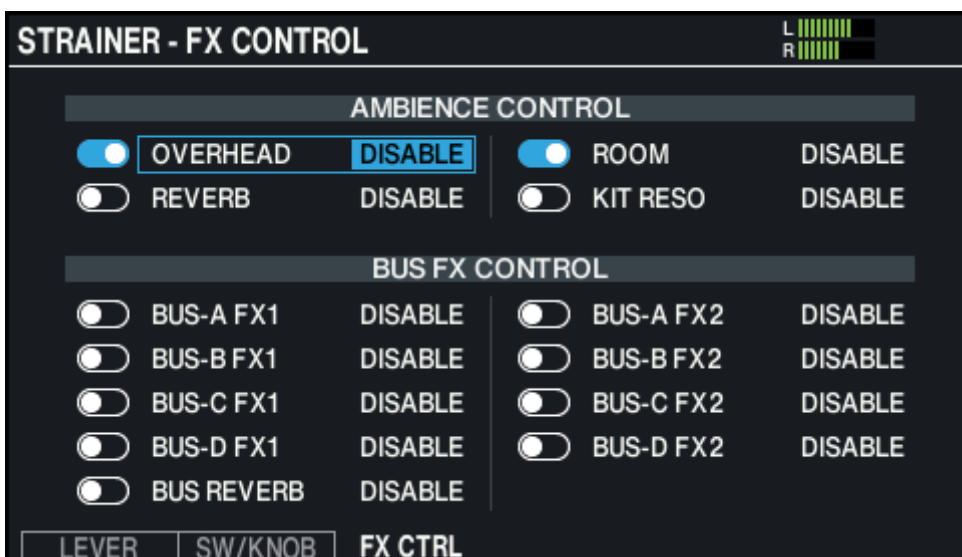 STRAINER - FX CONTROL
L
R
AMBIENCE CONTROL
OVERHEAD DISABLE ROOM DISABLE
REVERB DISABLE KIT RESO DISABLE
BUS FX CONTROL
BUS-A FX1 DISABLE BUS-A FX2 DISABLE
BUS-B FX1 DISABLE BUS-B FX2 DISABLE
BUS-C FX1 DISABLE BUS-C FX2 DISABLE
BUS-D FX1 DISABLE BUS-D FX2 DISABLE
BUS REVERB DISABLE
LEVER SW/KNOB FX CTRL